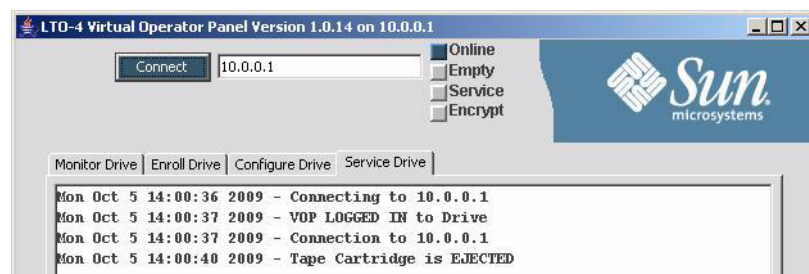 LTO-4 Virtual Operator Panel Version 1.0.14 on 10.0.0.1
Connect 10.0.0.1
Online
Empty
Service
Encrypt
Sun
microsystems
Monitor Drive Enroll Drive Configure Drive Service Drive
Mon Oct 5 14:00:36 2009 - Connecting to 10.0.0.1
Mon Oct 5 14:00:37 2009 - VOP LOGGED IN to Drive
Mon Oct 5 14:00:37 2009 - Connection to 10.0.0.1
Mon Oct 5 14:00:40 2009 - Tape Cartridge is EJECTED